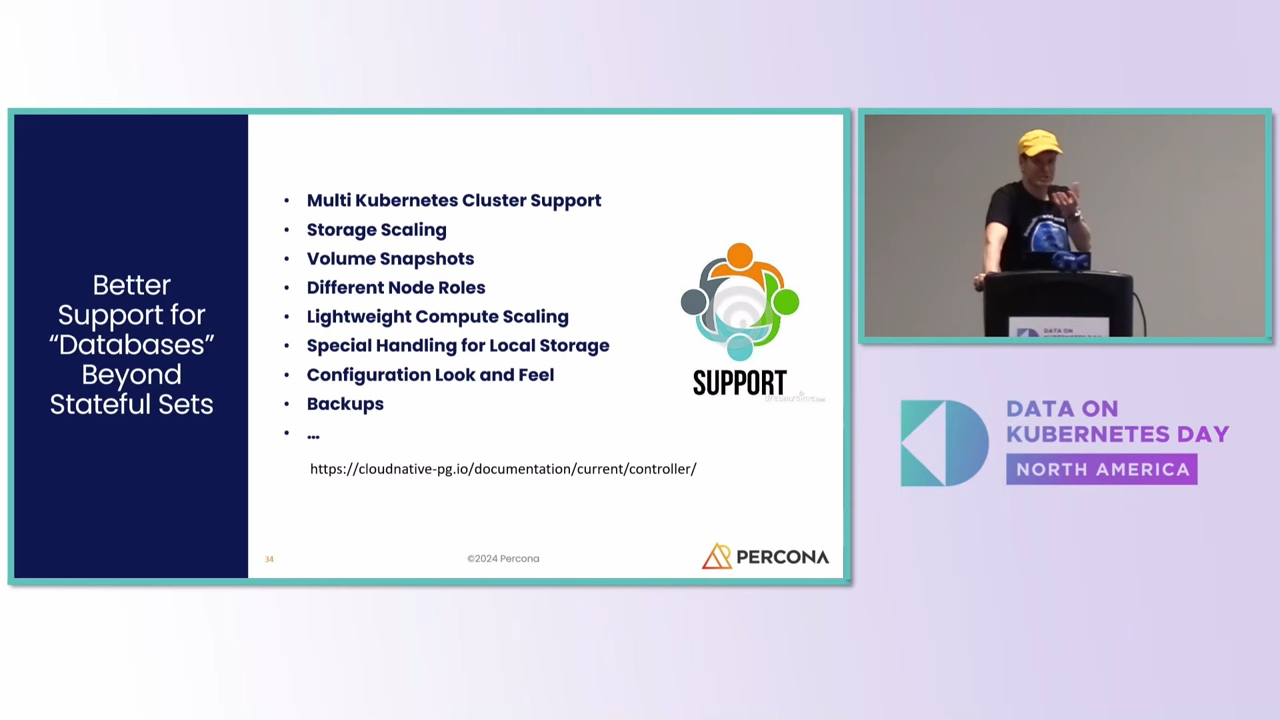 Better
Support for
“Databases”
Beyond
Stateful Sets
• Multi Kubernetes Cluster Support
• Storage Scaling
• Volume Snapshots
• Different Node Roles
• Lightweight Compute Scaling
• Special Handling for Local Storage
• Configuration Look and Feel
• Backups
• …
https://cloudnative-pg.io/documentation/current/controller/
SUPPORT
34
©2024 Percona
PERCONA
DATA ON
DATA ON
KUBERNETES DAY
NORTH AMERICA